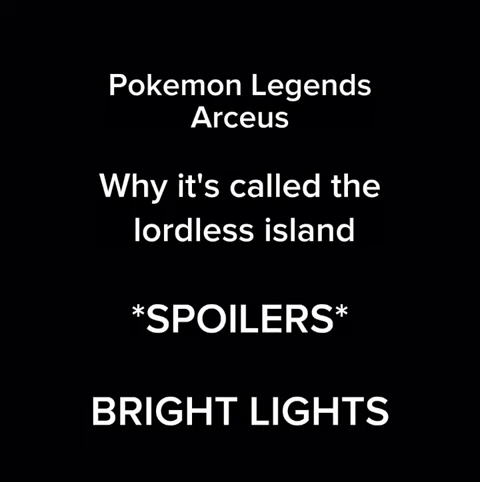 Pokemon Legends
Arceus
Why it's called the
lordless island
*SPOILERS*
BRIGHT LIGHTS